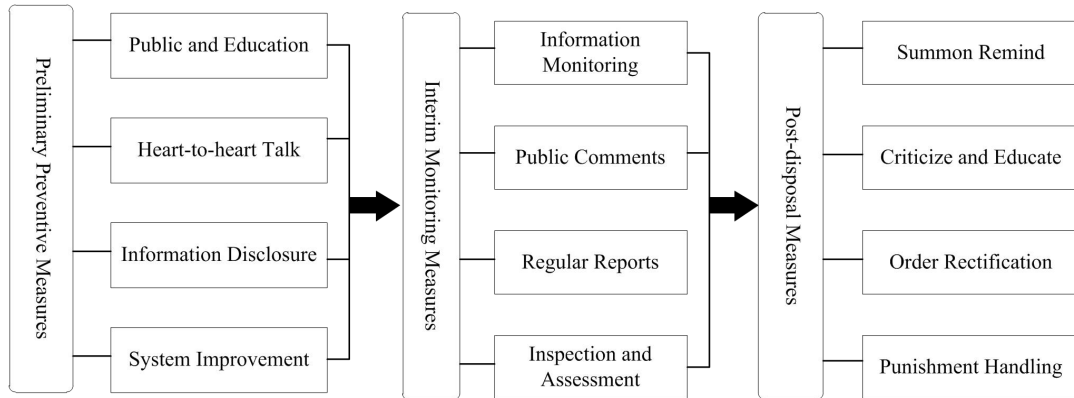 Preliminary Preventive Measures
Public and Education
Heart-to-heart Talk
Information Disclosure
System Improvement
Interim Monitoring Measures
Information
Monitoring
Public Comments
Regular Reports
Inspection and
Assessment
Post-disposal Measures
Summon Remind
Criticize and Educate
Order Rectification
Punishment Handling